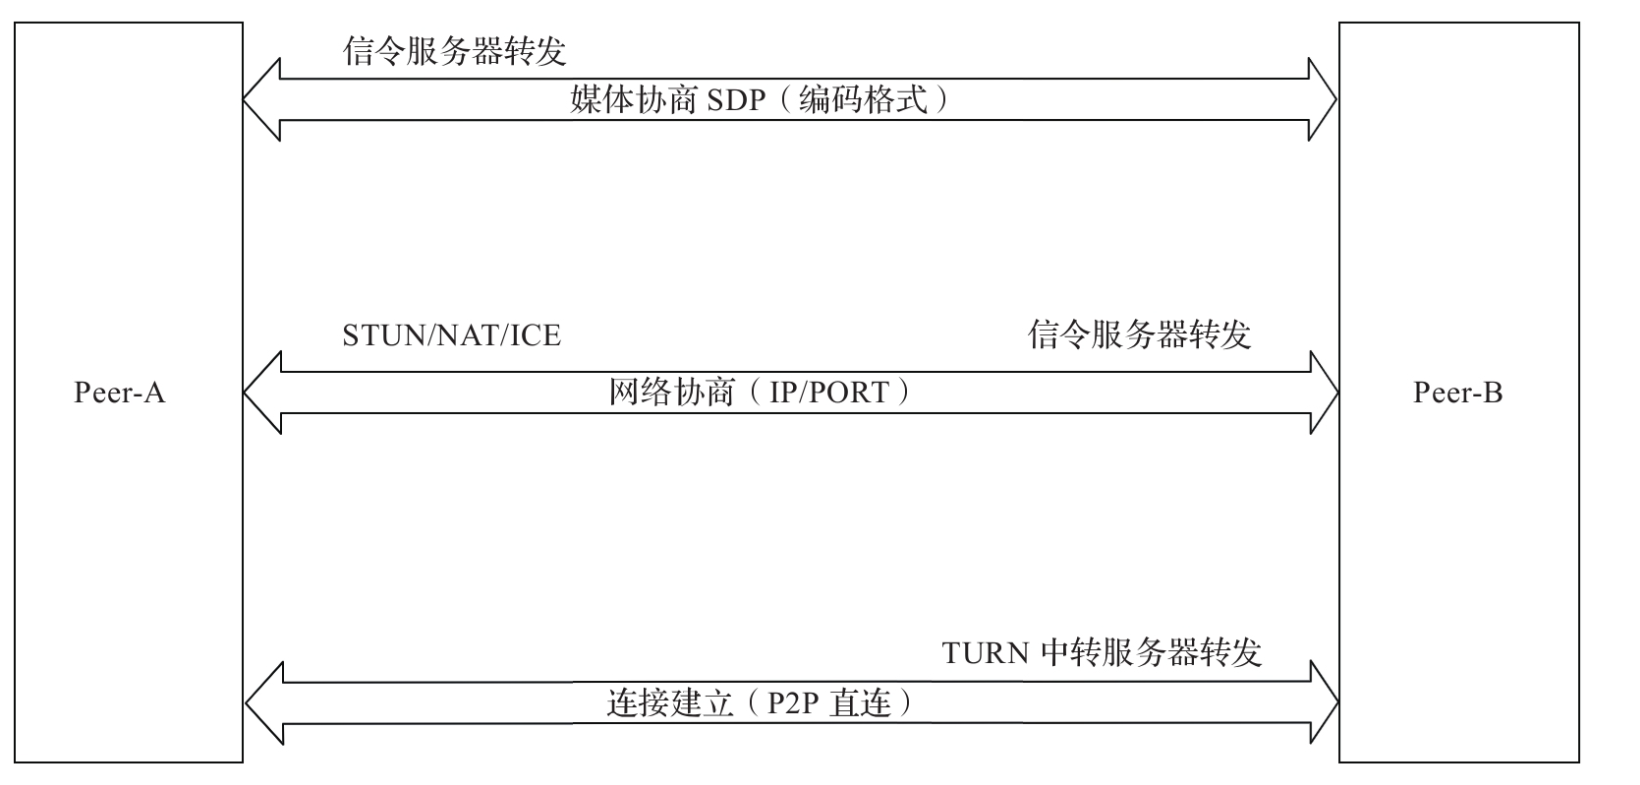 信令服务器转发
媒体协商 SDP（编码格式）
STUN/NAT/ICE
信令服务器转发
Peer-A
网络协商（IP/PORT）
Peer-B
TURN 中转服务器转发
连接建立（P2P 直连）